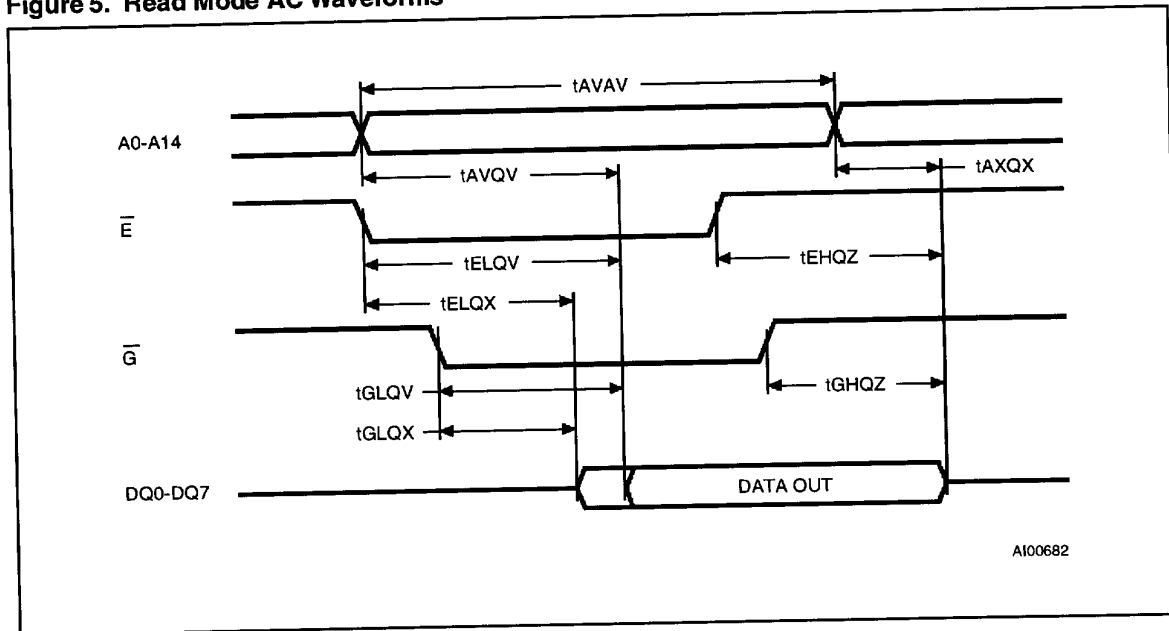 Figure 5. Read Mode AC Waveforms
tAVAV
A0-A14
tAVQV
tAXQX
E
tELQV
tEHQZ
tELQX
G
tGLQV
tGHQZ
tGLQX
DQ0-DQ7
DATA OUT
AI00682